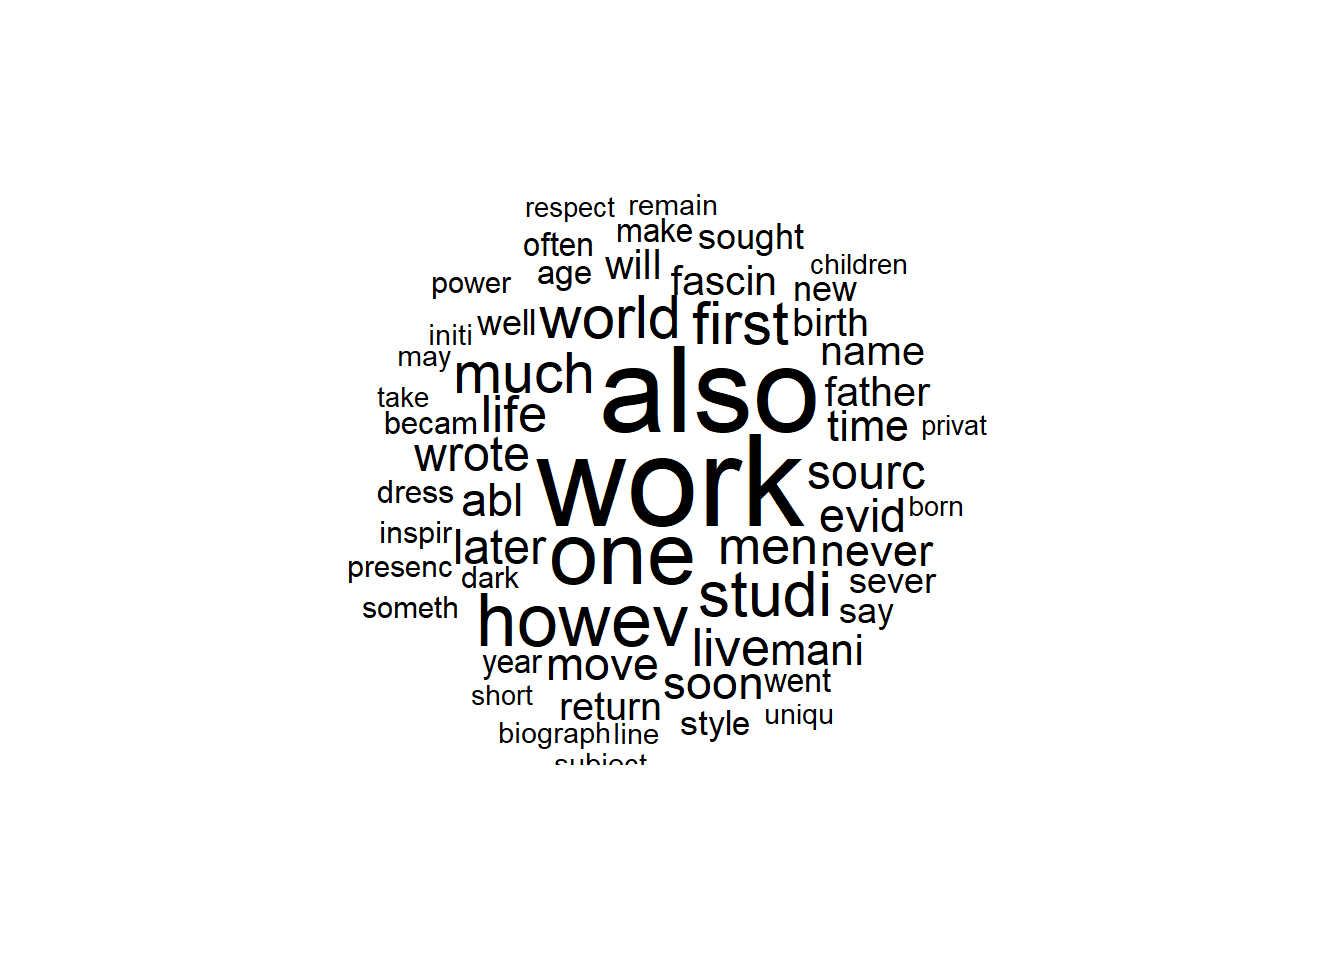 respect remain
often make sought
age will fascin children
power new
initi well world first birth
may much also name
take father
becam life time privat
wrote work sourc
dress abl evid born
inspir later one men never
presenc dark studi sever
someth howev say
year move live mani
short soon went
return style uniqu
biograph line
subject